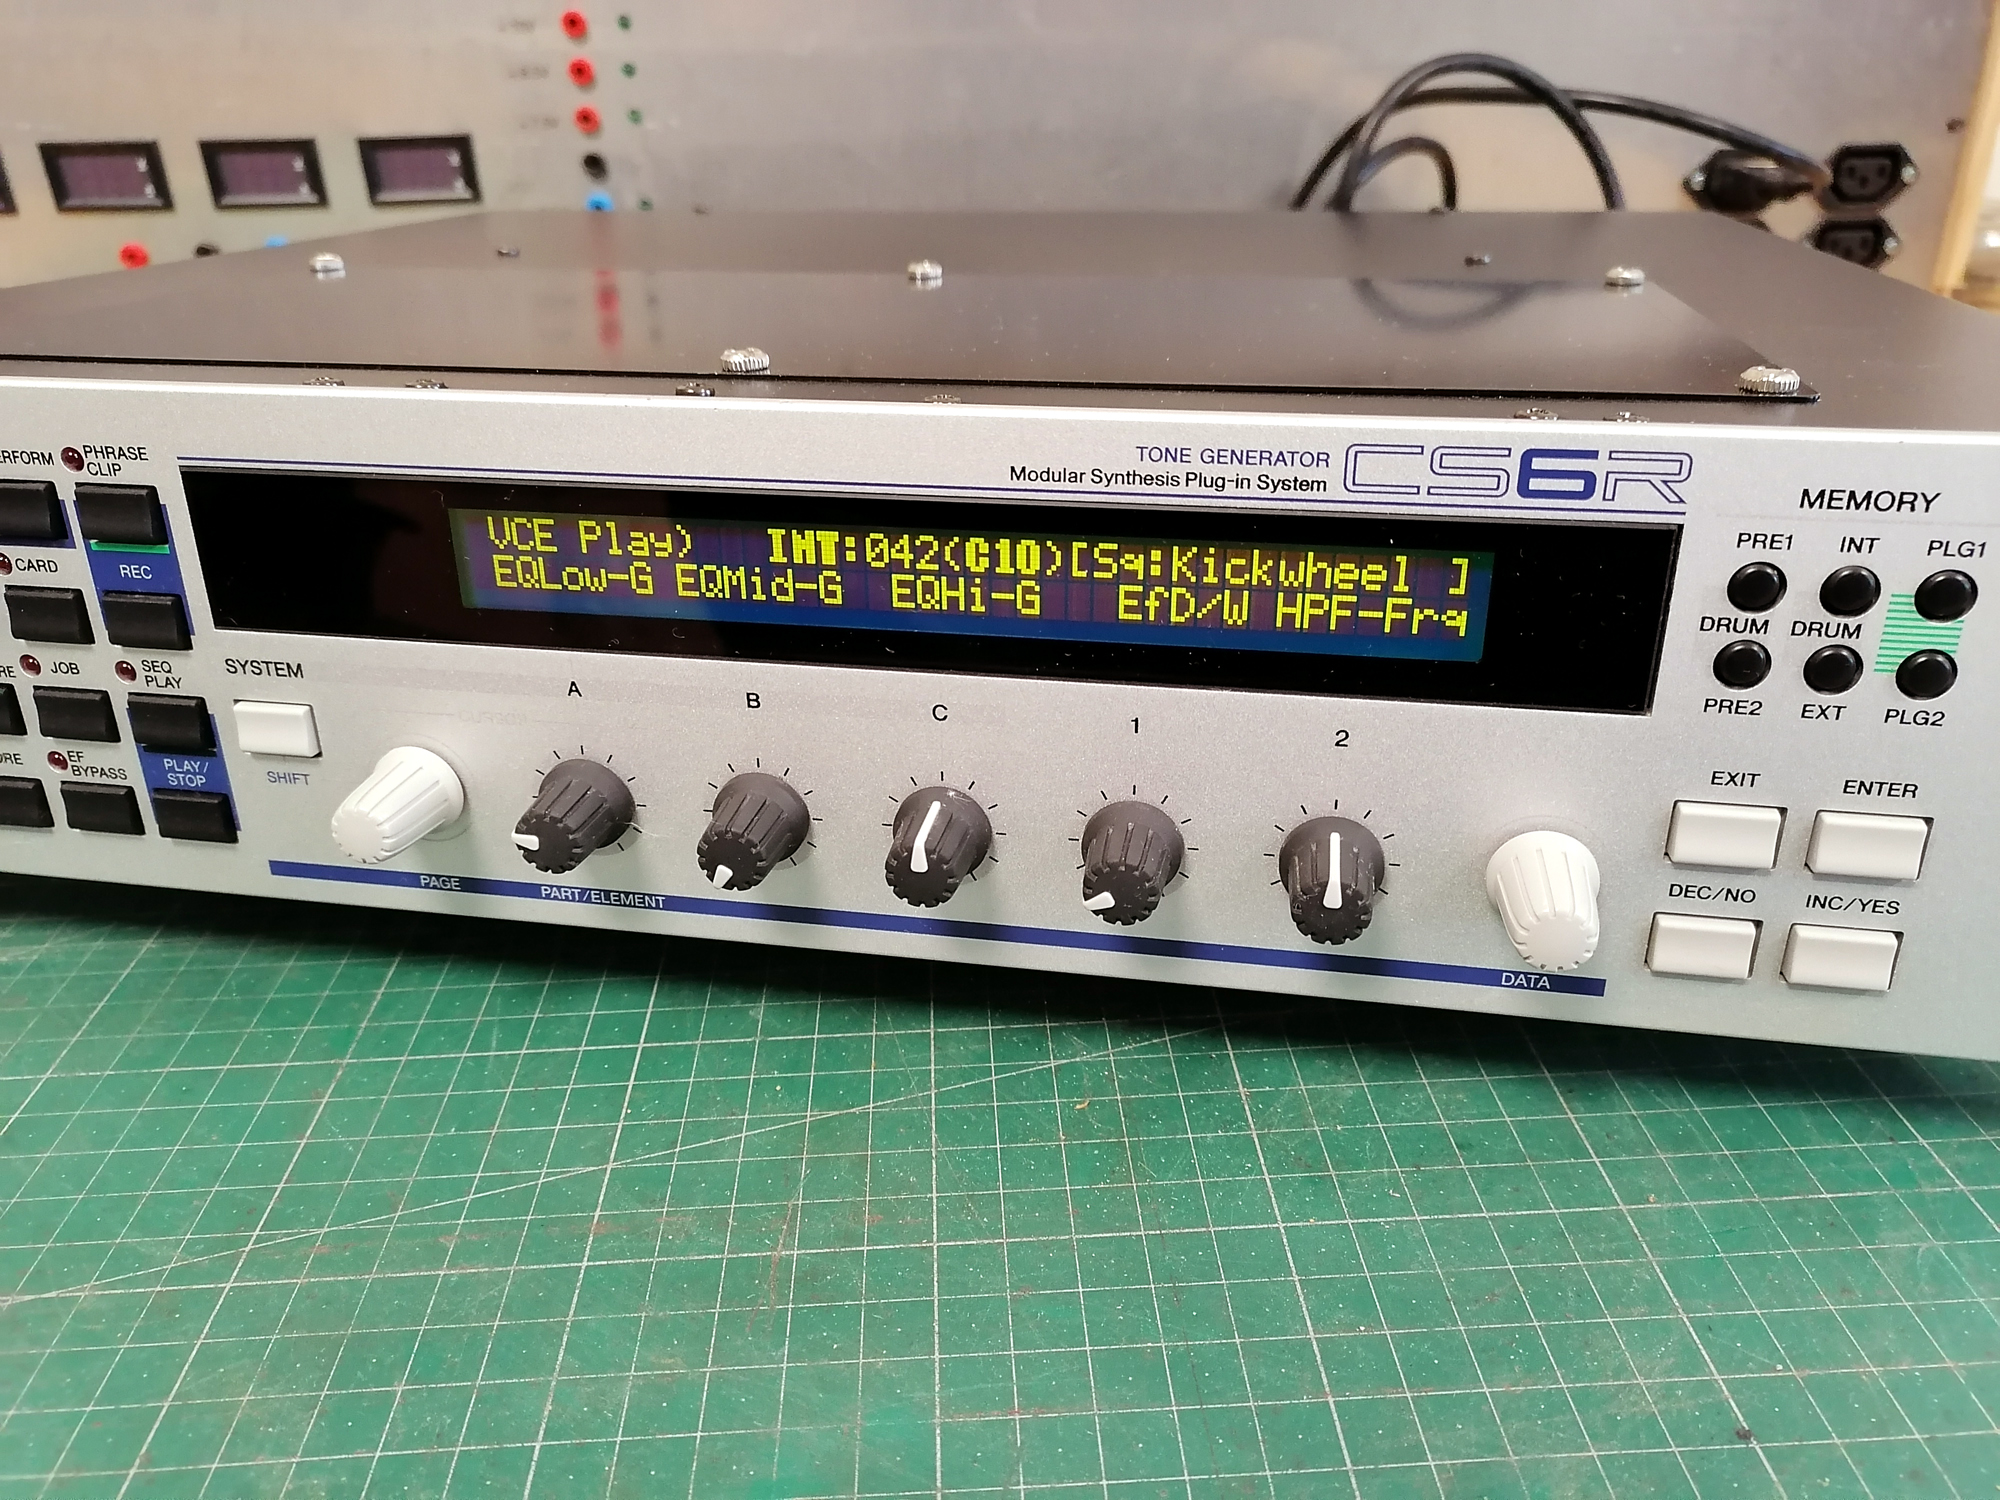 TONE GENERATOR
Modular Synthesis Plug-in System
CS6R
VCE Play) INT:042(C10)[Sq:Kickwheel ]
EQLow-G EQMid-G EQHi-G EfD/W HPF-Frq
PHRASE
CLIP
CARD
REC
JOB
SEQ
PLAY
EF
BYPASS
PLAY/
STOP
SYSTEM
SHIFT
A
B
C
1
2
PAGE
PART/ELEMENT
DATA
MEMORY
PRE1
INT
PLG1
DRUM
DRUM
PRE2
EXT
PLG2
EXIT
ENTER
DEC/NO
INC/YES